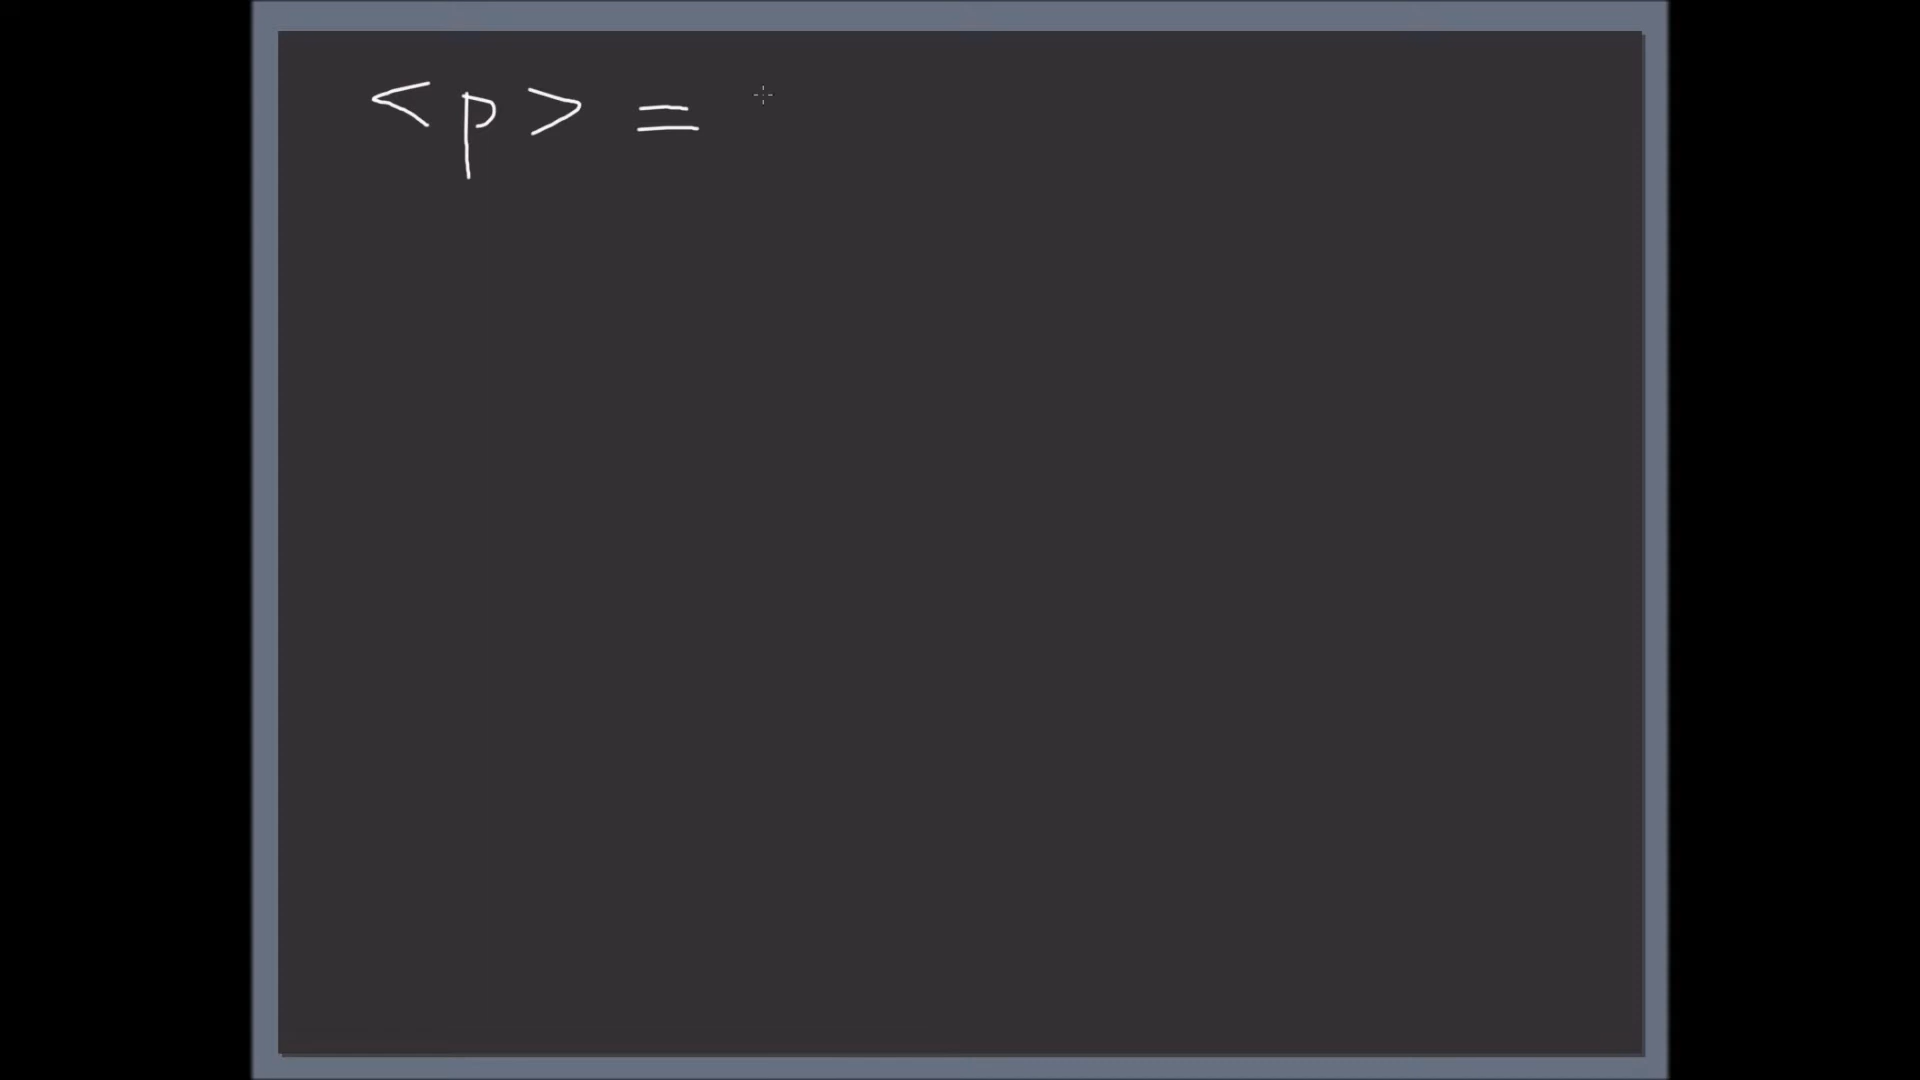 <p> =